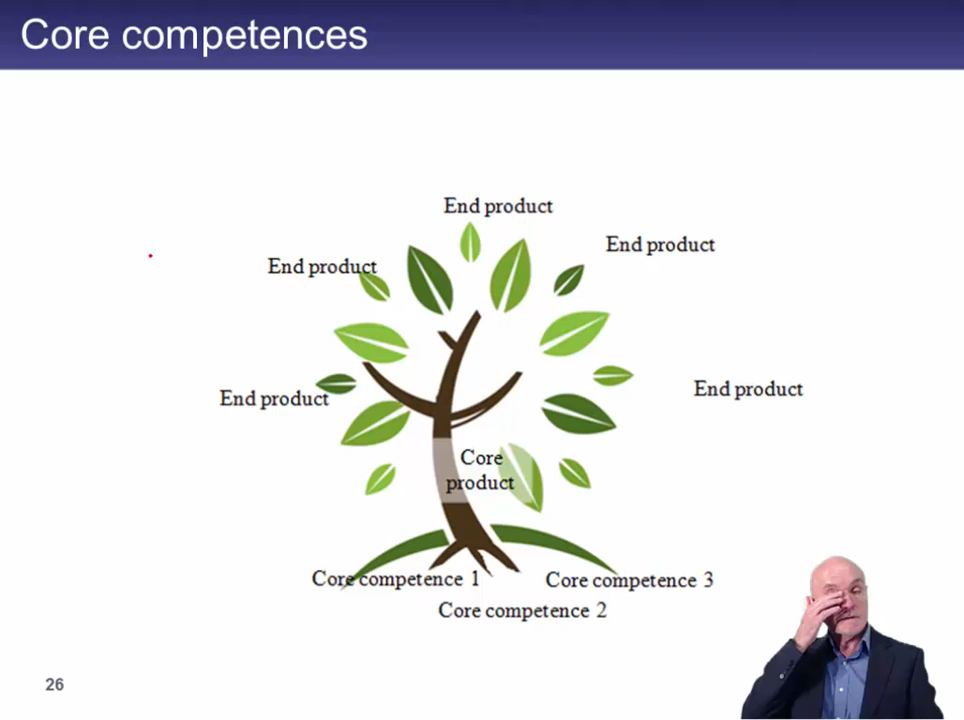 Core competences
End product
End product
End product
End product
End product
Core
product
Core competence 1
Core competence 3
Core competence 2
26